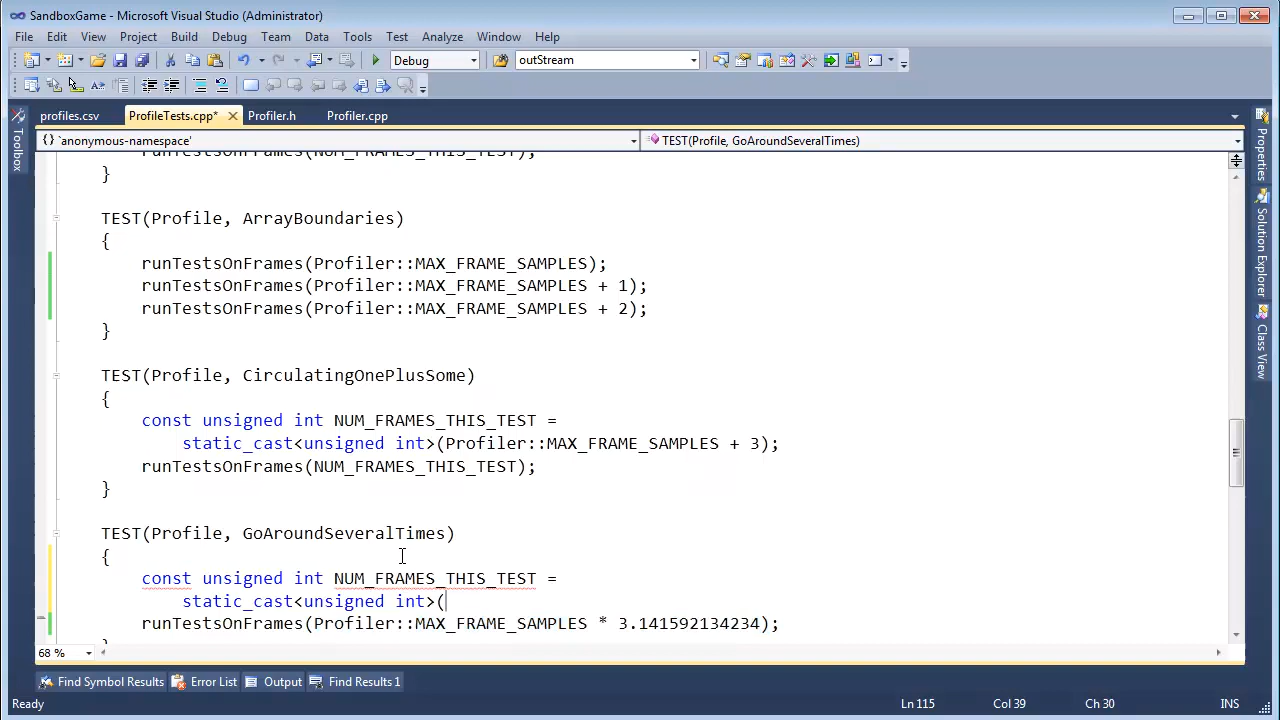 SandboxGame - Microsoft Visual Studio (Administrator)
File Edit View Project Build Debug Team Data Tools Test Analyze Window Help
Debug outStream
profiles.csv ProfileTests.cpp* Profiler.h Profiler.cpp
{} `anonymous-namespace' TEST(Profile, GoAroundSeveralTimes)
Toolbox
Properties
Solution Explorer
Class View
runTestsOnFrames(NUM_FRAMES_THIS_TEST);
}
TEST(Profile, ArrayBoundaries)
{
runTestsOnFrames(Profiler::MAX_FRAME_SAMPLES);
runTestsOnFrames(Profiler::MAX_FRAME_SAMPLES + 1);
runTestsOnFrames(Profiler::MAX_FRAME_SAMPLES + 2);
}
TEST(Profile, CirculatingOnePlusSome)
{
const unsigned int NUM_FRAMES_THIS_TEST =
static_cast<unsigned int>(Profiler::MAX_FRAME_SAMPLES + 3);
runTestsOnFrames(NUM_FRAMES_THIS_TEST);
}
TEST(Profile, GoAroundSeveralTimes)
{
const unsigned int NUM_FRAMES_THIS_TEST =
static_cast<unsigned int>(
runTestsOnFrames(Profiler::MAX_FRAME_SAMPLES * 3.141592134234);
}
68 %
Find Symbol Results Error List Output Find Results 1
Ready Ln 115 Col 39 Ch 30 INS